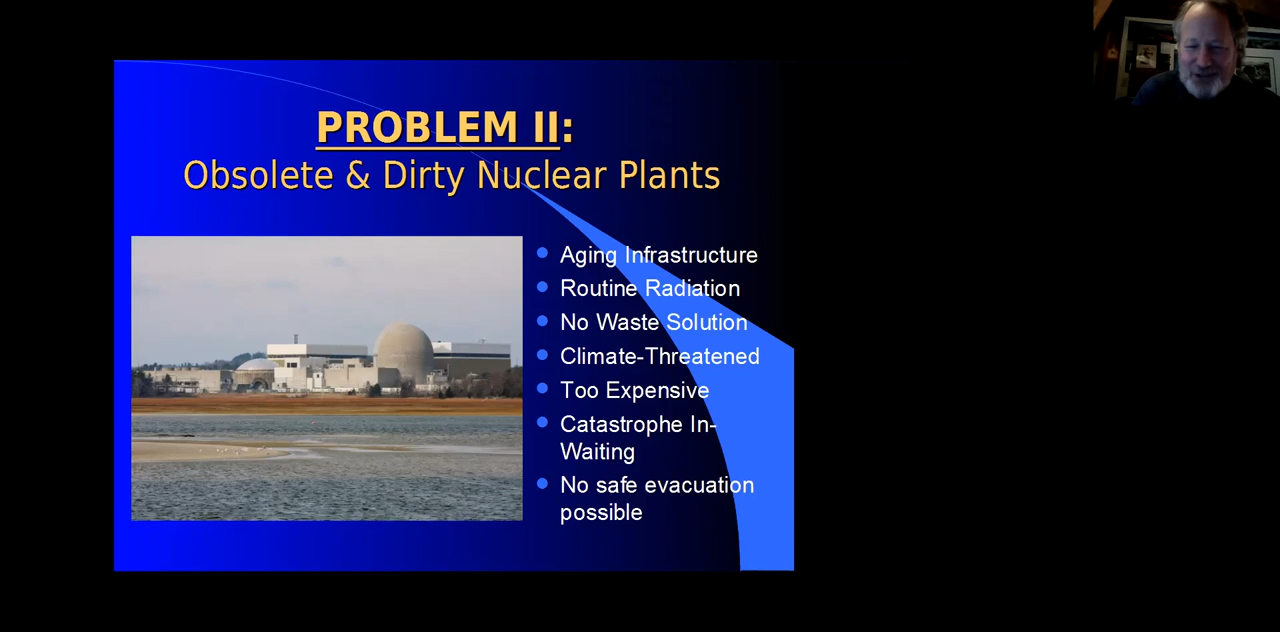 PROBLEM II:
Obsolete & Dirty Nuclear Plants
Aging Infrastructure
Routine Radiation
No Waste Solution
Climate-Threatened
Too Expensive
Catastrophe In-
Waiting
No safe evacuation
possible